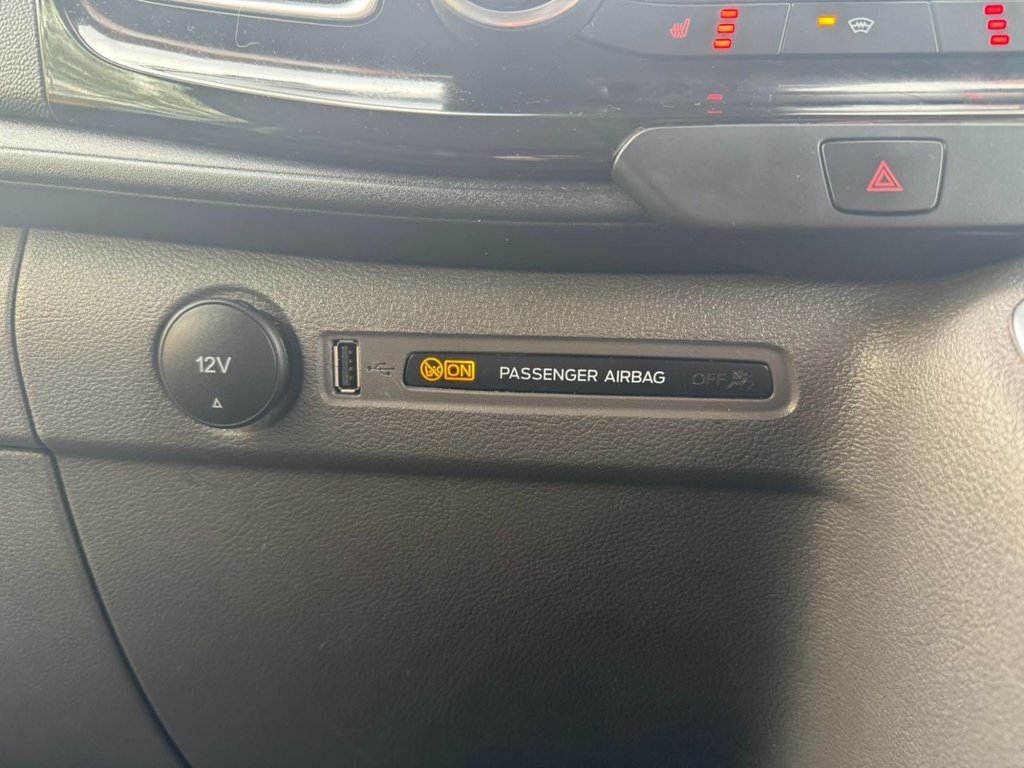 12V
ON PASSENGER AIRBAG OFF